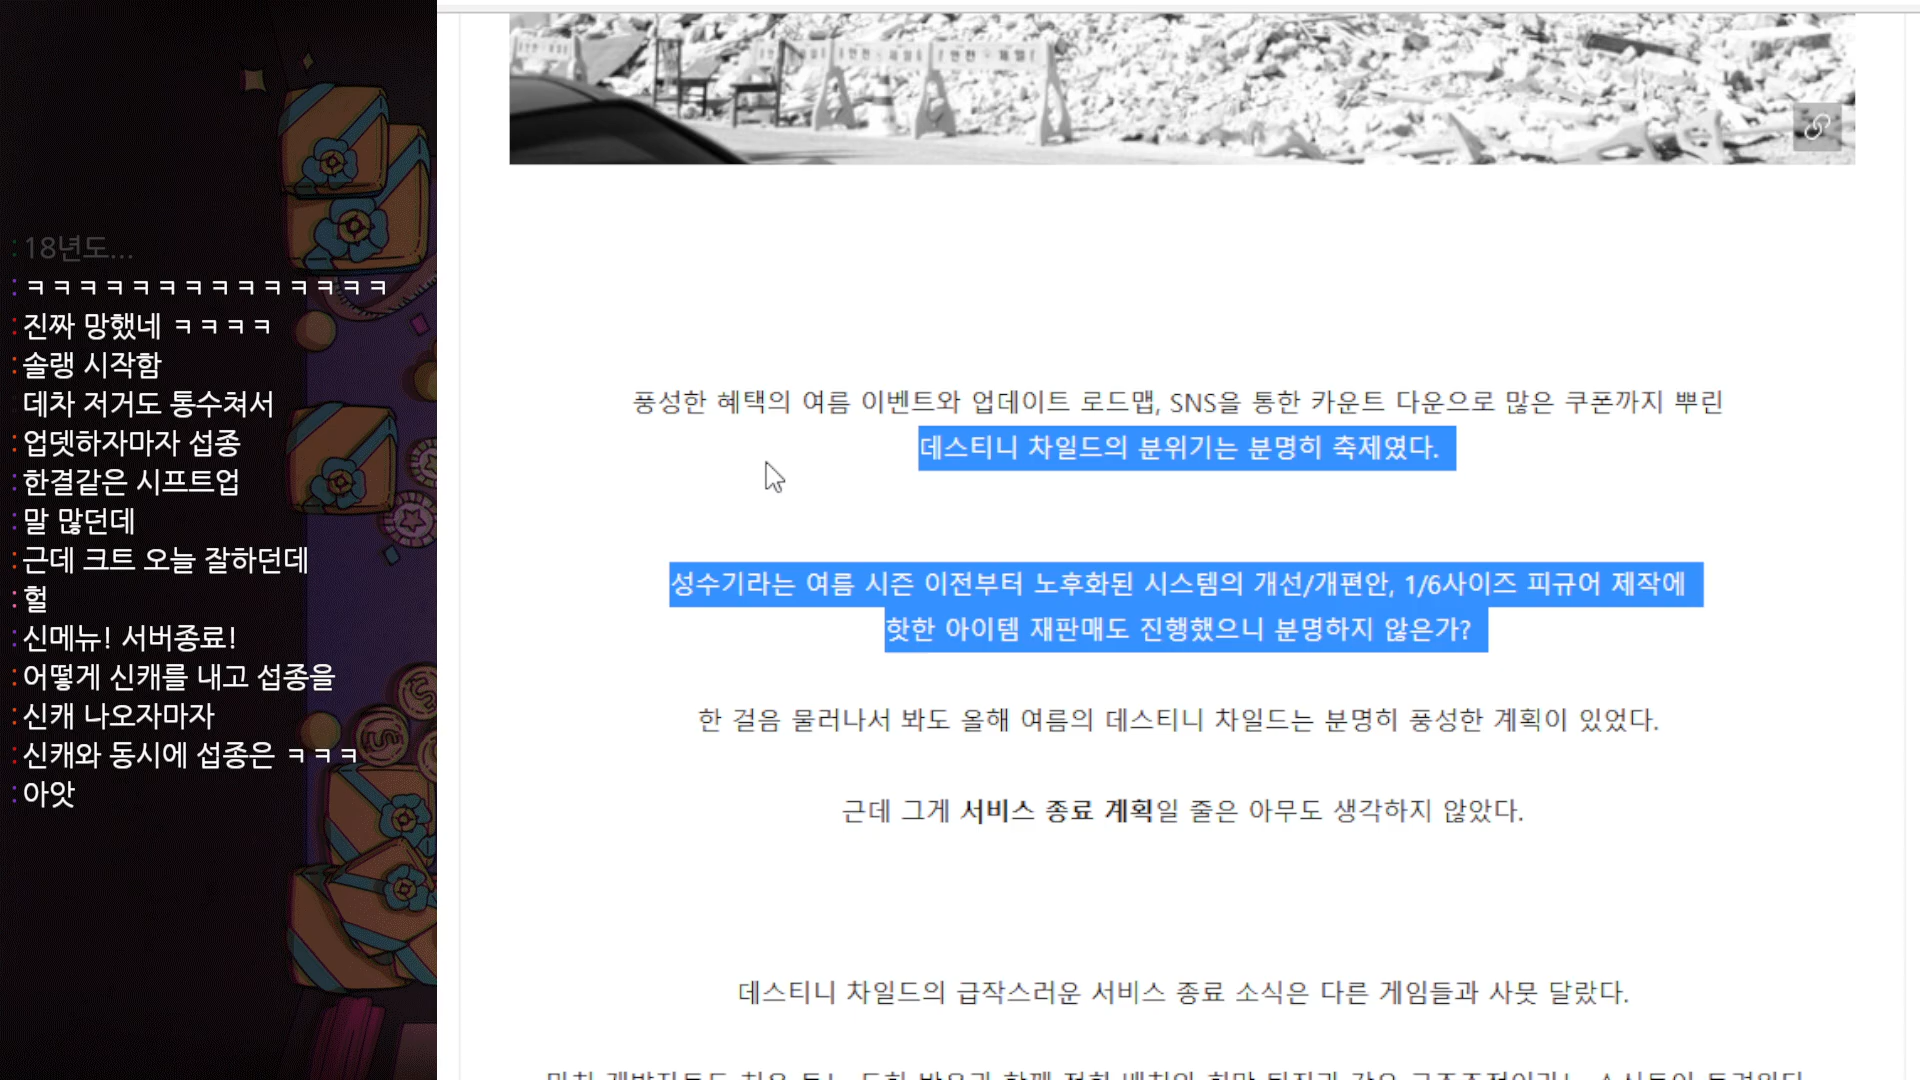 18년도...
ㅋㅋㅋㅋㅋㅋㅋㅋㅋㅋㅋㅋㅋㅋ
진짜 망했네 ㅋㅋㅋㅋ
솔랭 시작함
데차 저거도 통수쳐서
업뎃하자마자 섭종
한결같은 시프트업
말 많던데
근데 크트 오늘 잘하던데
헐
신메뉴! 서버종료!
어떻게 신캐를 내고 섭종을
신캐 나오자마자
신캐와 동시에 섭종은 ㅋㅋㅋ
아앗
풍성한 혜택의 여름 이벤트와 업데이트 로드맵, SNS을 통한 카운트 다운으로 많은 쿠폰까지 뿌린
데스티니 차일드의 분위기는 분명히 축제였다.
성수기라는 여름 시즌 이전부터 노후화된 시스템의 개선/개편안, 1/6사이즈 피규어 제작에
핫한 아이템 재판매도 진행했으니 분명하지 않은가?
한 걸음 물러나서 봐도 올해 여름의 데스티니 차일드는 분명히 풍성한 계획이 있었다.
근데 그게 서비스 종료 계획일 줄은 아무도 생각하지 않았다.
데스티니 차일드의 급작스러운 서비스 종료 소식은 다른 게임들과 사뭇 달랐다.